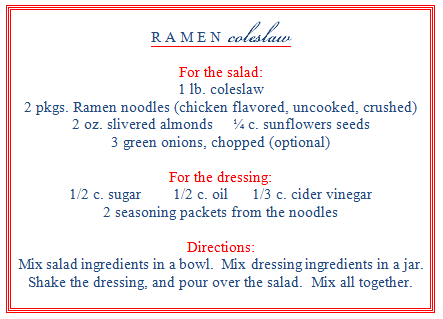 RAMEN coleslaw
For the salad:
1 lb. coleslaw
2 pkgs. Ramen noodles (chicken flavored, uncooked, crushed)
2 oz. slivered almonds ¼ c. sunflowers seeds
3 green onions, chopped (optional)
For the dressing:
1/2 c. sugar 1/2 c. oil 1/3 c. cider vinegar
2 seasoning packets from the noodles
Directions:
Mix salad ingredients in a bowl. Mix dressing ingredients in a jar.
Shake the dressing, and pour over the salad. Mix all together.